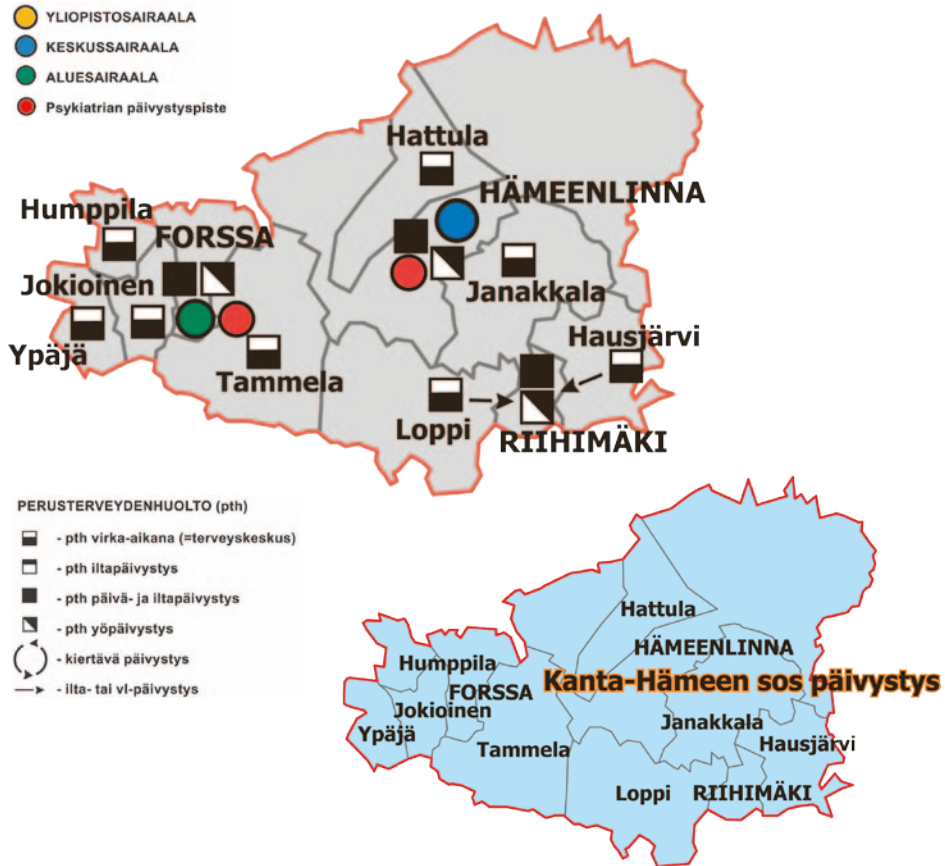 YLIOPISTOSAIRAALA
KESKUSSAIRAALA
ALUESAIRAALA
Psykiatrian päivystyspiste
Hattula
HÄMEENLINNA
Humppila
FORSSA
Jokioinen
Janakkala
Hausjärvi
Ypäjä
Tammela
Loppi
RIIHIMÄKI
PERUSTERVEYDENHUOLTO (pth)
- pth virka-aikana (=terveyskeskus)
- pth iltapäivystys
- pth päivä- ja iltapäivystys
- pth yöpäivystys
- kiertävä päivystys
- ilta- tai vl-päivystys
Hattula
HÄMEENLINNA
Humppila
Kanta-Hämeen sos päivystys
FORSSA
Jokioinen
Janakkala
Ypäjä
Hausjärvi
Tammela
Loppi
RIIHIMÄKI